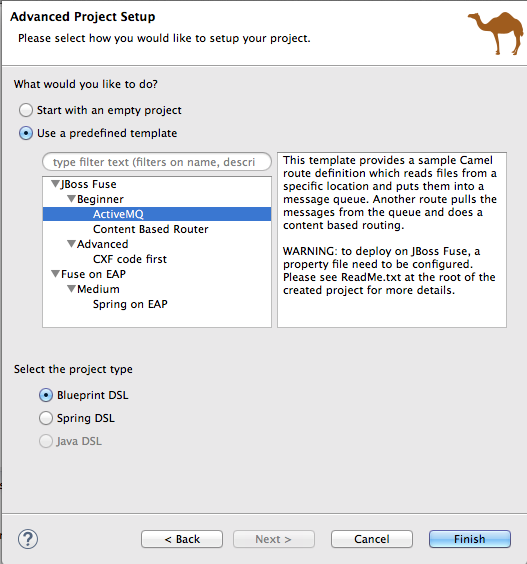 Advanced Project Setup
Please select how you would like to setup your project.
What would you like to do?
Start with an empty project
Use a predefined template
type filter text (filters on name, descri
JBoss Fuse
Beginner
ActiveMQ
Content Based Router
Advanced
CXF code first
Fuse on EAP
Medium
Spring on EAP
This template provides a sample Camel
route definition which reads files from a
specific location and puts them into a
message queue. Another route pulls the
messages from the queue and does a
content based routing.
WARNING: to deploy on JBoss Fuse, a
property file need to be configured.
Please see ReadMe.txt at the root of the
created project for more details.
Select the project type
Blueprint DSL
Spring DSL
Java DSL
?
< Back
Next >
Cancel
Finish